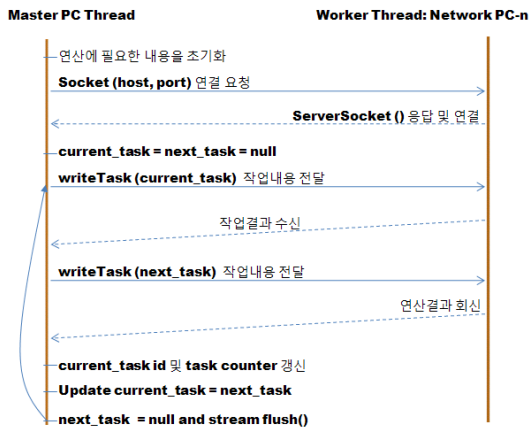 Master PC Thread
Worker Thread: Network PC-n
연산에 필요한 내용을 초기화
Socket (host, port) 연결 요청
ServerSocket () 응답 및 연결
current_task = next_task = null
writeTask (current_task) 작업내용 전달
작업결과 수신
writeTask (next_task) 작업내용 전달
연산결과 회신
current_task id 및 task counter 갱신
Update current_task = next_task
next_task = null and stream flush()